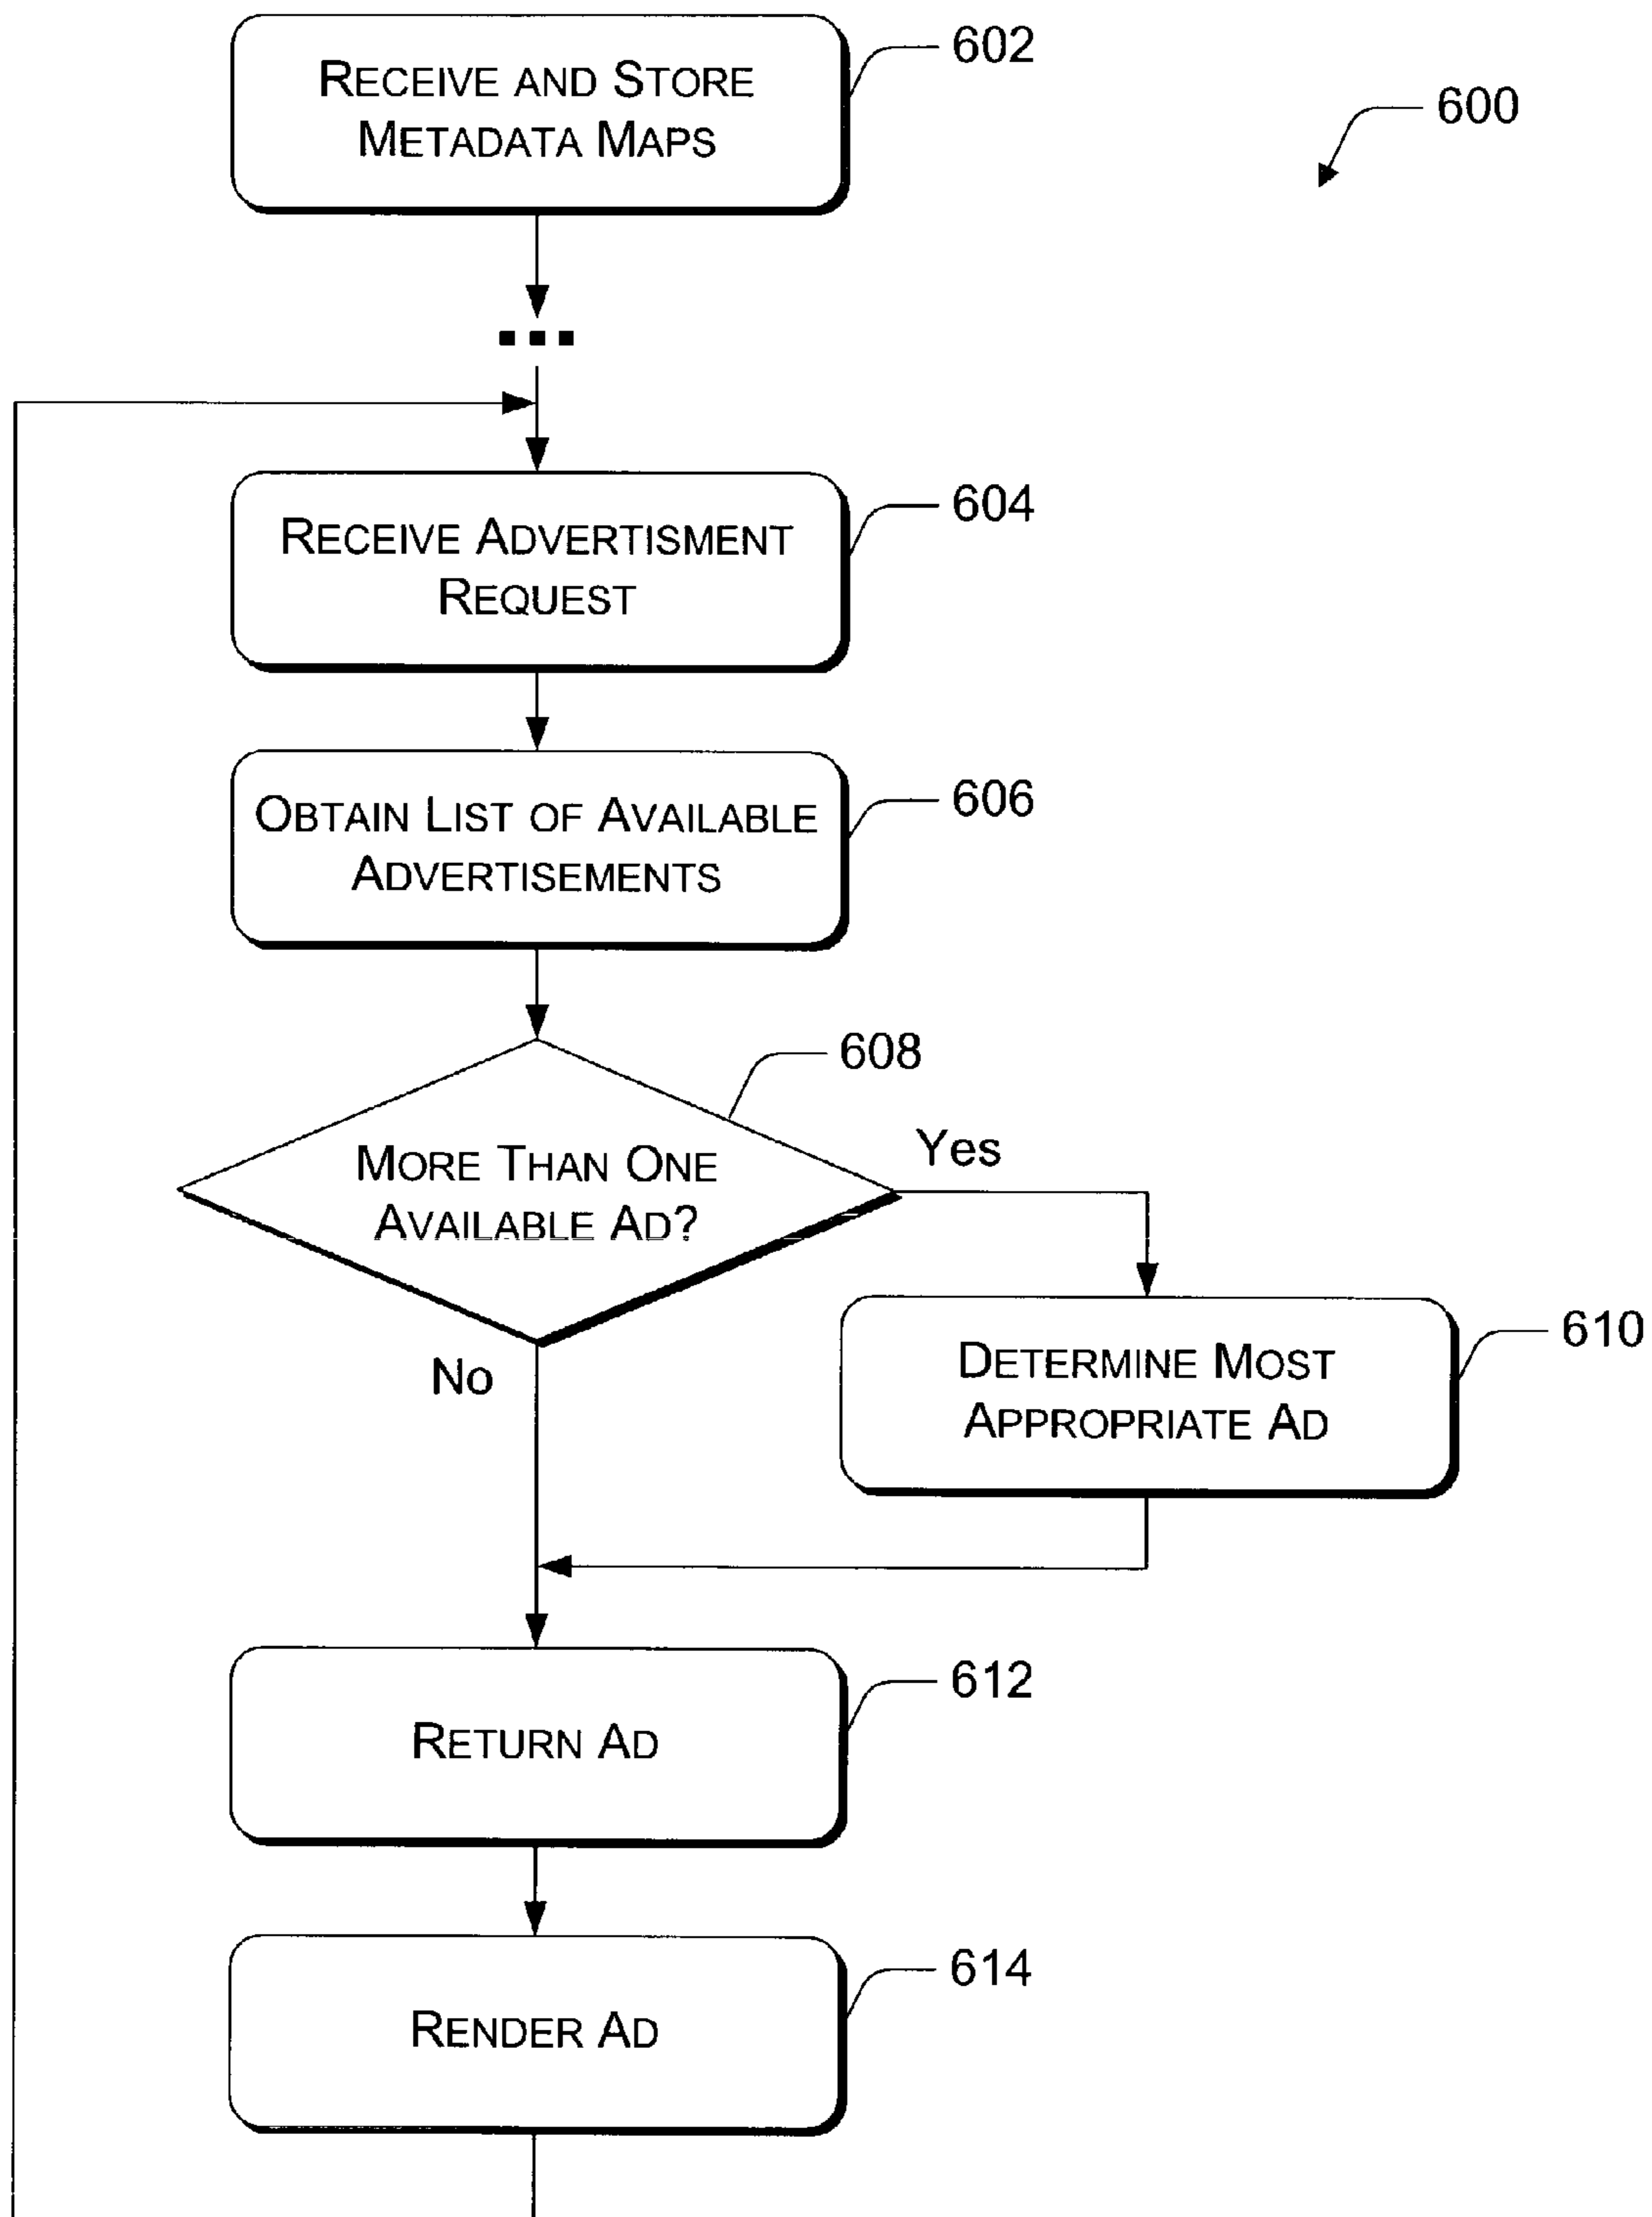 RECEIVE AND STORE
METADATA MAPS
602
600
RECEIVE ADVERTISMENT
REQUEST
604
OBTAIN LIST OF AVAILABLE
ADVERTISEMENTS
606
608
MORE THAN ONE
AVAILABLE AD?
Yes
No
DETERMINE MOST
APPROPRIATE AD
610
RETURN AD
612
RENDER AD
614